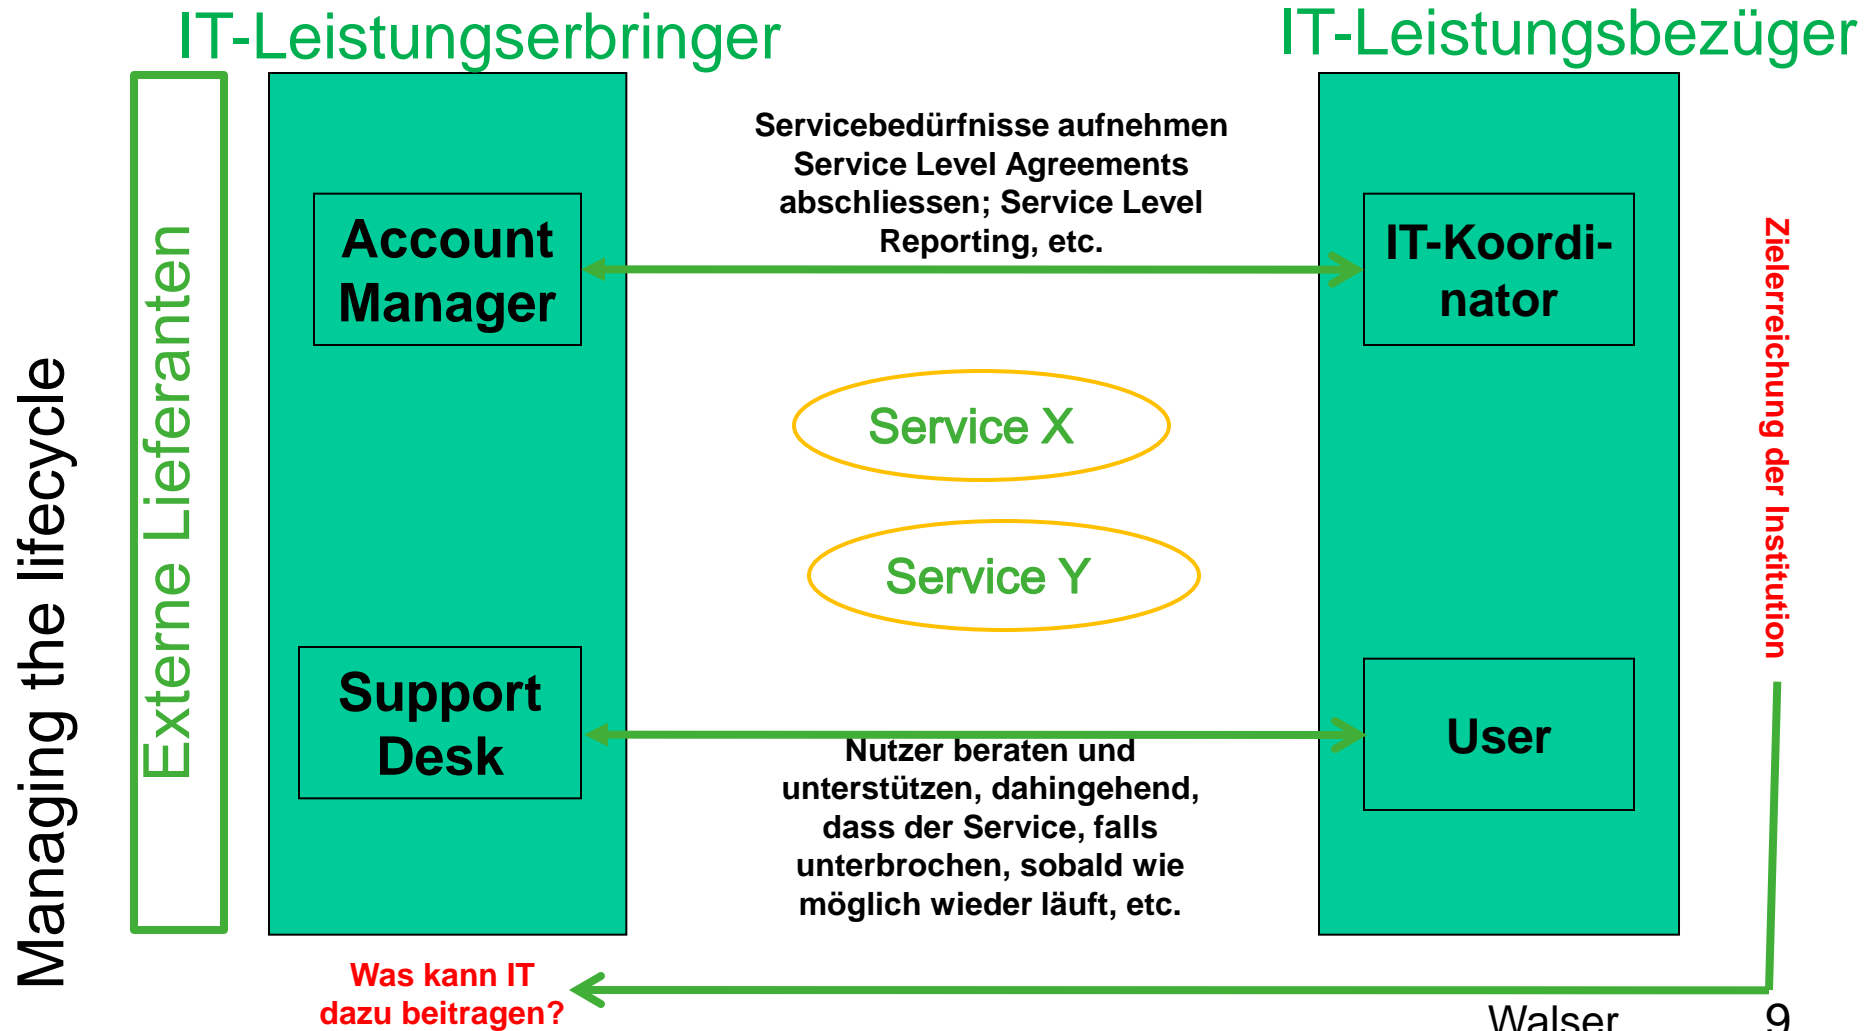 IT-Leistungserbringer
IT-Leistungsbezüger
Managing the lifecycle
Externe Lieferanten
Account
Manager
Servicebedürfnisse aufnehmen
Service Level Agreements
abschliessen; Service Level
Reporting, etc.
IT-Koordi-
nator
Zielerreichung der Institution
Service X
Service Y
Support
Desk
Nutzer beraten und
unterstützen, dahingehend,
dass der Service, falls
unterbrochen, sobald wie
möglich wieder läuft, etc.
User
Was kann IT
dazu beitragen?
Walser
9